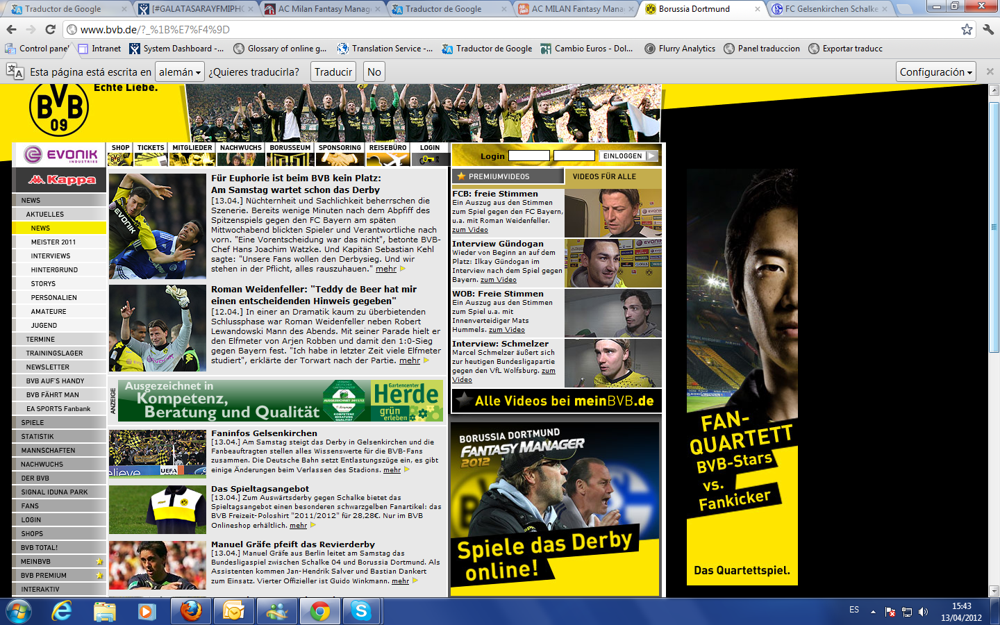 Traductor de Google
[#GALATASARAYFMIPHO
AC Milan Fantasy Manage
Traductor de Google
AC MILAN Fantasy Mana
Borussia Dortmund
FC Gelsenkirchen Schalke
www.bvb.de/?_%1B%E7%F4%9D
Control panel
Intranet
System Dashboard -...
Glossary of online g...
Translation Service -...
Traductor de Google
Cambio Euros - Dol...
Flurry Analytics
Panel traduccion
Exportar traducc
Esta página está escrita en alemán ¿Quieres traducirla? Traducir No Configuración
Echte Liebe.
BVB
09
EVONIK
INDUSTRIES
Kappa
SHOP TICKETS MITGLIEDER NACHWUCHS BORUSSEUM SPONSORING REISEBÜRO LOGIN
Login EINLOGGEN
NEWS
AKTUELLES
NEWS
MEISTER 2011
INTERVIEWS
HINTERGRUND
STORYS
PERSONALIEN
AMATEURE
JUGEND
TERMINE
TRAININGSLAGER
NEWSLETTER
BVB AUF'S HANDY
BVB FÄHRT MAN
EA SPORTS Fanbank
SPIELE
STATISTIK
MANNSCHAFTEN
NACHWUCHS
DER BVB
SIGNAL IDUNA PARK
FANS
LOGIN
SHOPS
BVB TOTAL!
MEINBVB
BVB PREMIUM
INTERAKTIV
Für Euphorie ist beim BVB kein Platz:
Am Samstag wartet schon das Derby
[13.04.] Nüchternheit und Sachlichkeit beherrschen die
Szenerie. Bereits wenige Minuten nach dem Abpfiff des
Spitzenspiels gegen den FC Bayern am späten
Mittwochabend blickten Spieler und Verantwortliche nach
vorn. "Eine Vorentscheidung war das nicht", betonte BVB-
Chef Hans Joachim Watzke. Und Kapitän Sebastian Kehl
sagte: "Unsere Fans wollen den Derbysieg. Und wir
stehen in der Pflicht, alles rauszuhauen." mehr
EVONIK
Roman Weidenfeller: "Teddy de Beer hat mir
einen entscheidenden Hinweis gegeben"
[12.04.] In einer an Dramatik kaum zu überbietenden
Schlussphase war Roman Weidenfeller neben Robert
Lewandowski Mann des Abends. Mit seiner Parade hielt er
den Elfmeter von Arjen Robben und damit den 1:0-Sieg
gegen Bayern fest. "Ich habe in letzter Zeit viele Elfmeter
studiert", erklärte der Torwart nach der Partie. mehr
EVONIK
ANZEIGE
Ausgezeichnet in
Kompetenz,
Beratung und Qualität
AUSGEZEICHNET 2011/12
KOMPETENZ
BERATUNG
QUALITÄT
Gartencenter
Herde
grün
erleben
Faninfos Gelsenkirchen
[13.04.] Am Samstag steigt das Derby in Gelsenkirchen und die
Fanbeauftragten stellen alles Wissenswerte für die BVB-Fans
zusammen. Die Deutsche Bahn setzt Entlastungszüge ein, es gibt
einige Änderungen beim Verlassen des Stadions. mehr
elieve
UEFA
Das Spieltagsangebot
[13.04.] Zum Auswärtsderby gegen Schalke bietet das
Spieltagsangebot einen besonderen schwarzgelben Fanartikel: das
BVB Freizeit-Poloshirt "2011/2012" für 28,28€. Nur im BVB
Onlineshop erhältlich. mehr
Manuel Gräfe pfeift das Revierderby
[13.04.] Manuel Gräfe aus Berlin leitet am Samstag das
Bundesligaspiel zwischen Schalke 04 und Borussia Dortmund. Als
Assistenten kommen Jan-Hendrik Salver und Bastian Dankert
zum Einsatz. Vierter Offizieller ist Guido Winkmann. mehr
PREMIUMVIDEOS
VIDEOS FÜR ALLE
FCB: freie Stimmen
Ein Auszug aus den Stimmen
zum Spiel gegen den FC Bayern,
u.a. mit Roman Weidenfeller.
zum Video
Interview Gündogan
Wieder von Beginn an auf dem
Platz: Ilkay Gündogan im
Interview nach dem Spiel gegen
Bayern. zum Video
WOB: Freie Stimmen
Ein Auszug aus den Stimmen
zum Spiel u.a. mit
Innenverteidiger Mats
Hummels. zum Video
Interview: Schmelzer
Marcel Schmelzer äußert sich
zur heutigen Bundesligapartie
gegen den VfL Wolfsburg. zum
Video
Alle Videos bei meinBVB.de
BORUSSIA DORTMUND
FANTASY MANAGER
2012
Spiele das Derby
online!
FAN-
QUARTETT
BVB-Stars
vs.
Fankicker
Das Quartettspiel.
ES
15:43
13/04/2012